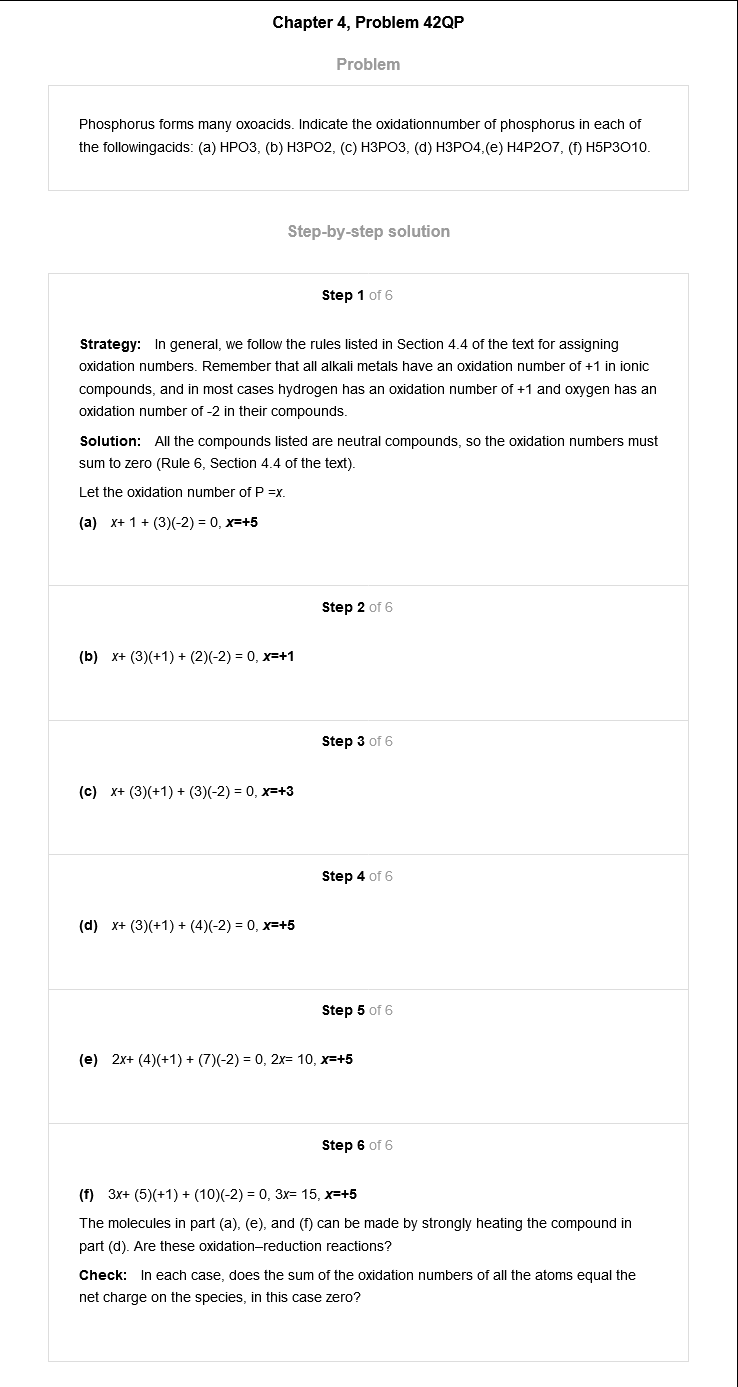 Chapter 4, Problem 42QP
Problem
Phosphorus forms many oxoacids. Indicate the oxidationnumber of phosphorus in each of
the followingacids: (a) HPO3, (b) H3PO2, (c) H3PO3, (d) H3PO4,(e) H4P2O7, (f) H5P3O10.
Step-by-step solution
Step 1 of 6
Strategy: In general, we follow the rules listed in Section 4.4 of the text for assigning
oxidation numbers. Remember that all alkali metals have an oxidation number of +1 in ionic
compounds, and in most cases hydrogen has an oxidation number of +1 and oxygen has an
oxidation number of -2 in their compounds.
Solution: All the compounds listed are neutral compounds, so the oxidation numbers must
sum to zero (Rule 6, Section 4.4 of the text).
Let the oxidation number of P =x.
(a) x+ 1 + (3)(-2) = 0, x=+5
Step 2 of 6
(b) x+ (3)(+1) + (2)(-2) = 0, x=+1
Step 3 of 6
(c) x+ (3)(+1) + (3)(-2) = 0, x=+3
Step 4 of 6
(d) x+ (3)(+1) + (4)(-2) = 0, x=+5
Step 5 of 6
(e) 2x+ (4)(+1) + (7)(-2) = 0, 2x= 10, x=+5
Step 6 of 6
(f) 3x+ (5)(+1) + (10)(-2) = 0, 3x= 15, x=+5
The molecules in part (a), (e), and (f) can be made by strongly heating the compound in
part (d). Are these oxidation–reduction reactions?
Check: In each case, does the sum of the oxidation numbers of all the atoms equal the
net charge on the species, in this case zero?